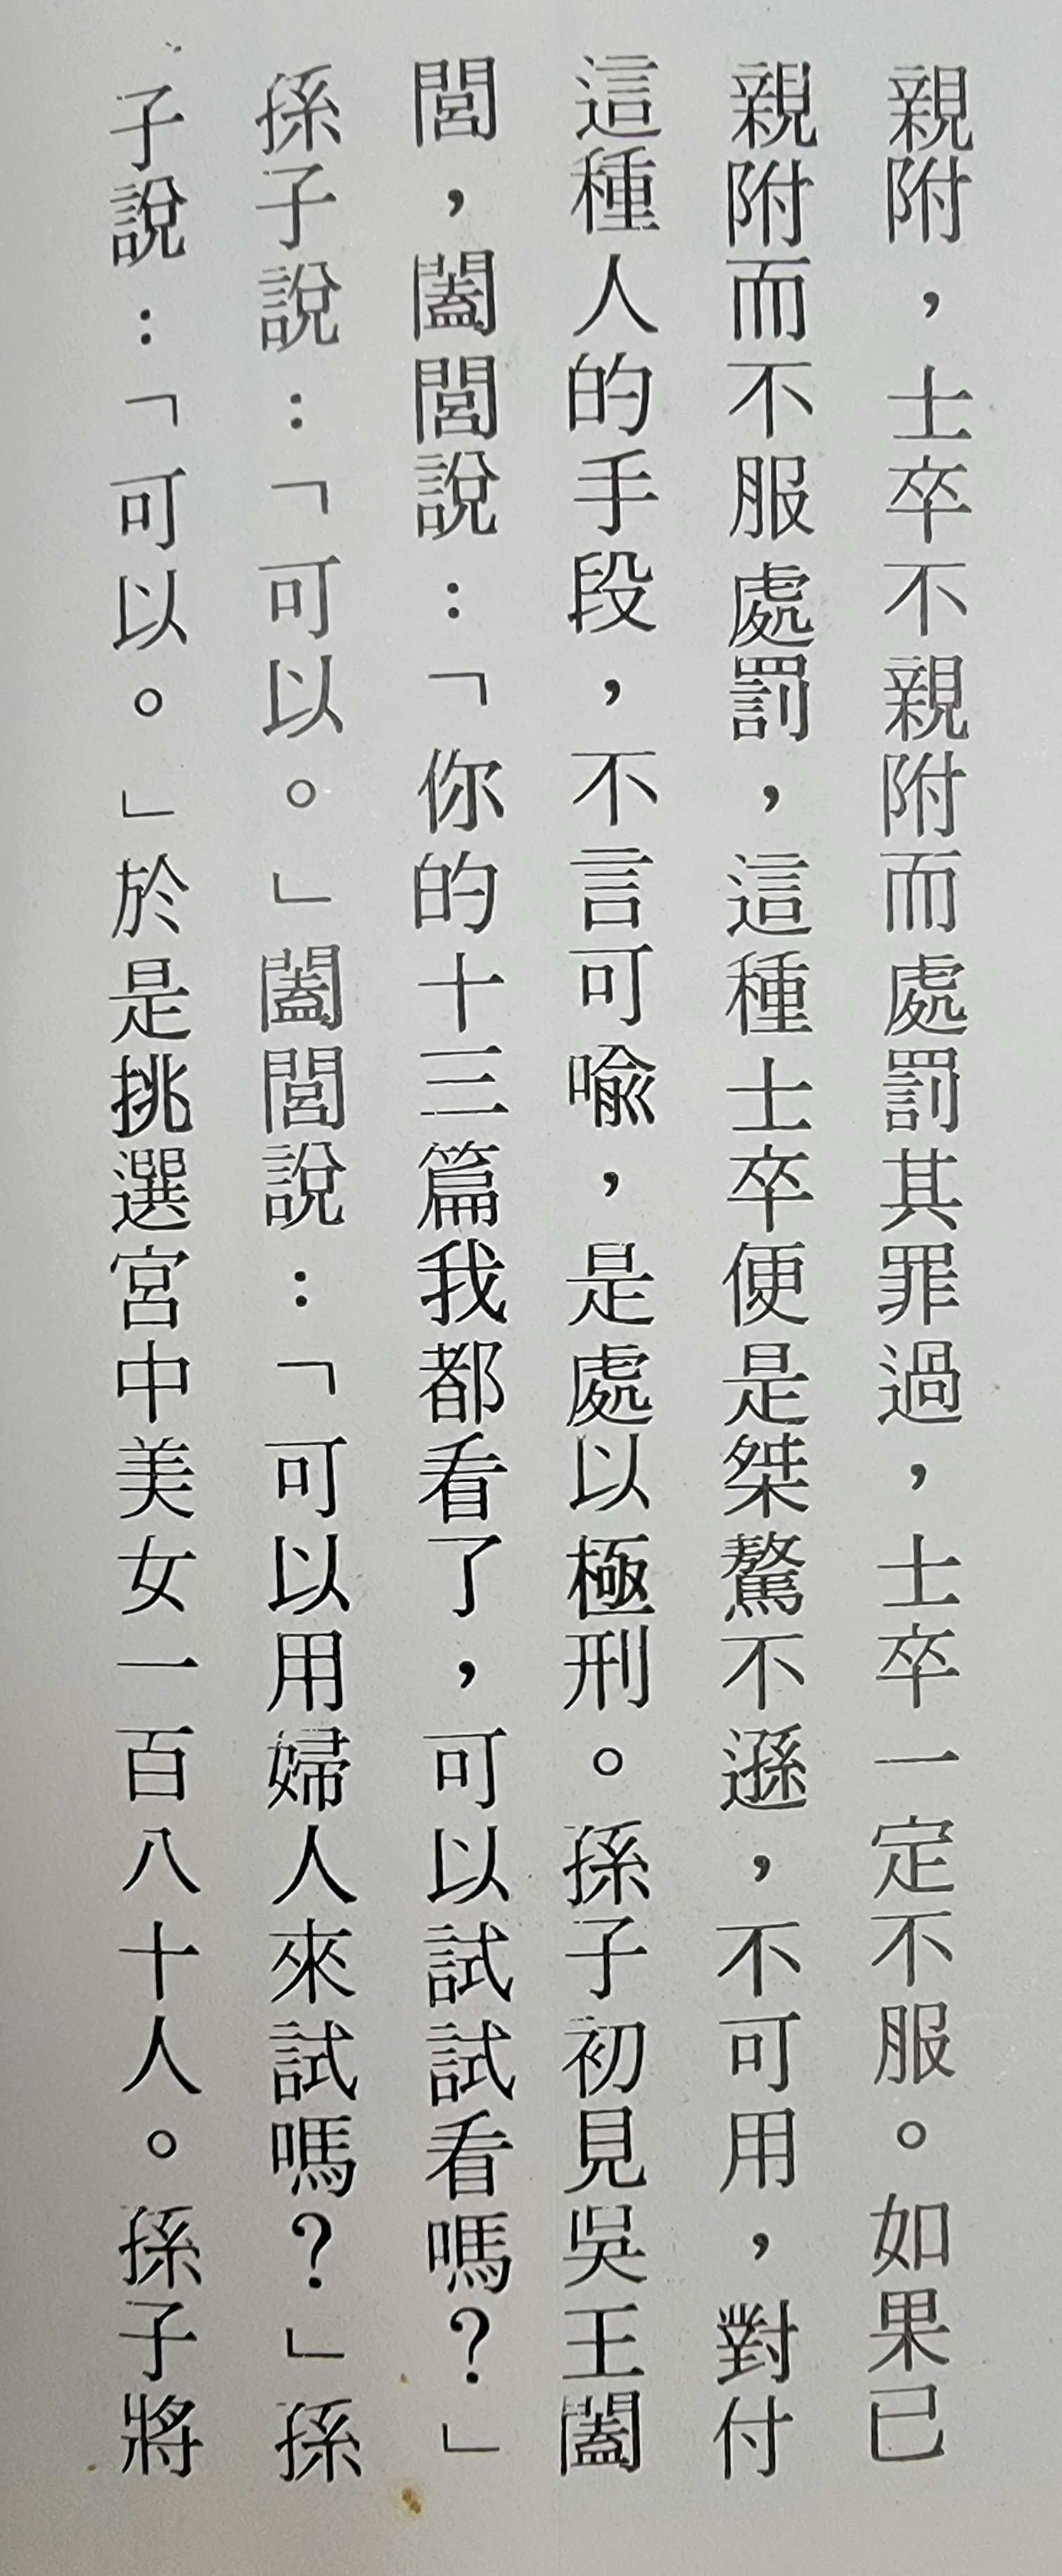 親附，士卒不親附而處罰其罪過，士卒一定不服。如果已
親附而不服處罰，這種士卒便是桀驁不遜，不可用，對付
這種人的手段，不言可喻，是處以極刑。孫子初見吳王闔
閭，闔閭說：「你的十三篇我都看了，可以試試看嗎？」
孫子說：「可以。」闔閭說：「可以用婦人來試嗎？」孫
子說：「可以。」於是挑選宮中美女一百八十人。孫子將